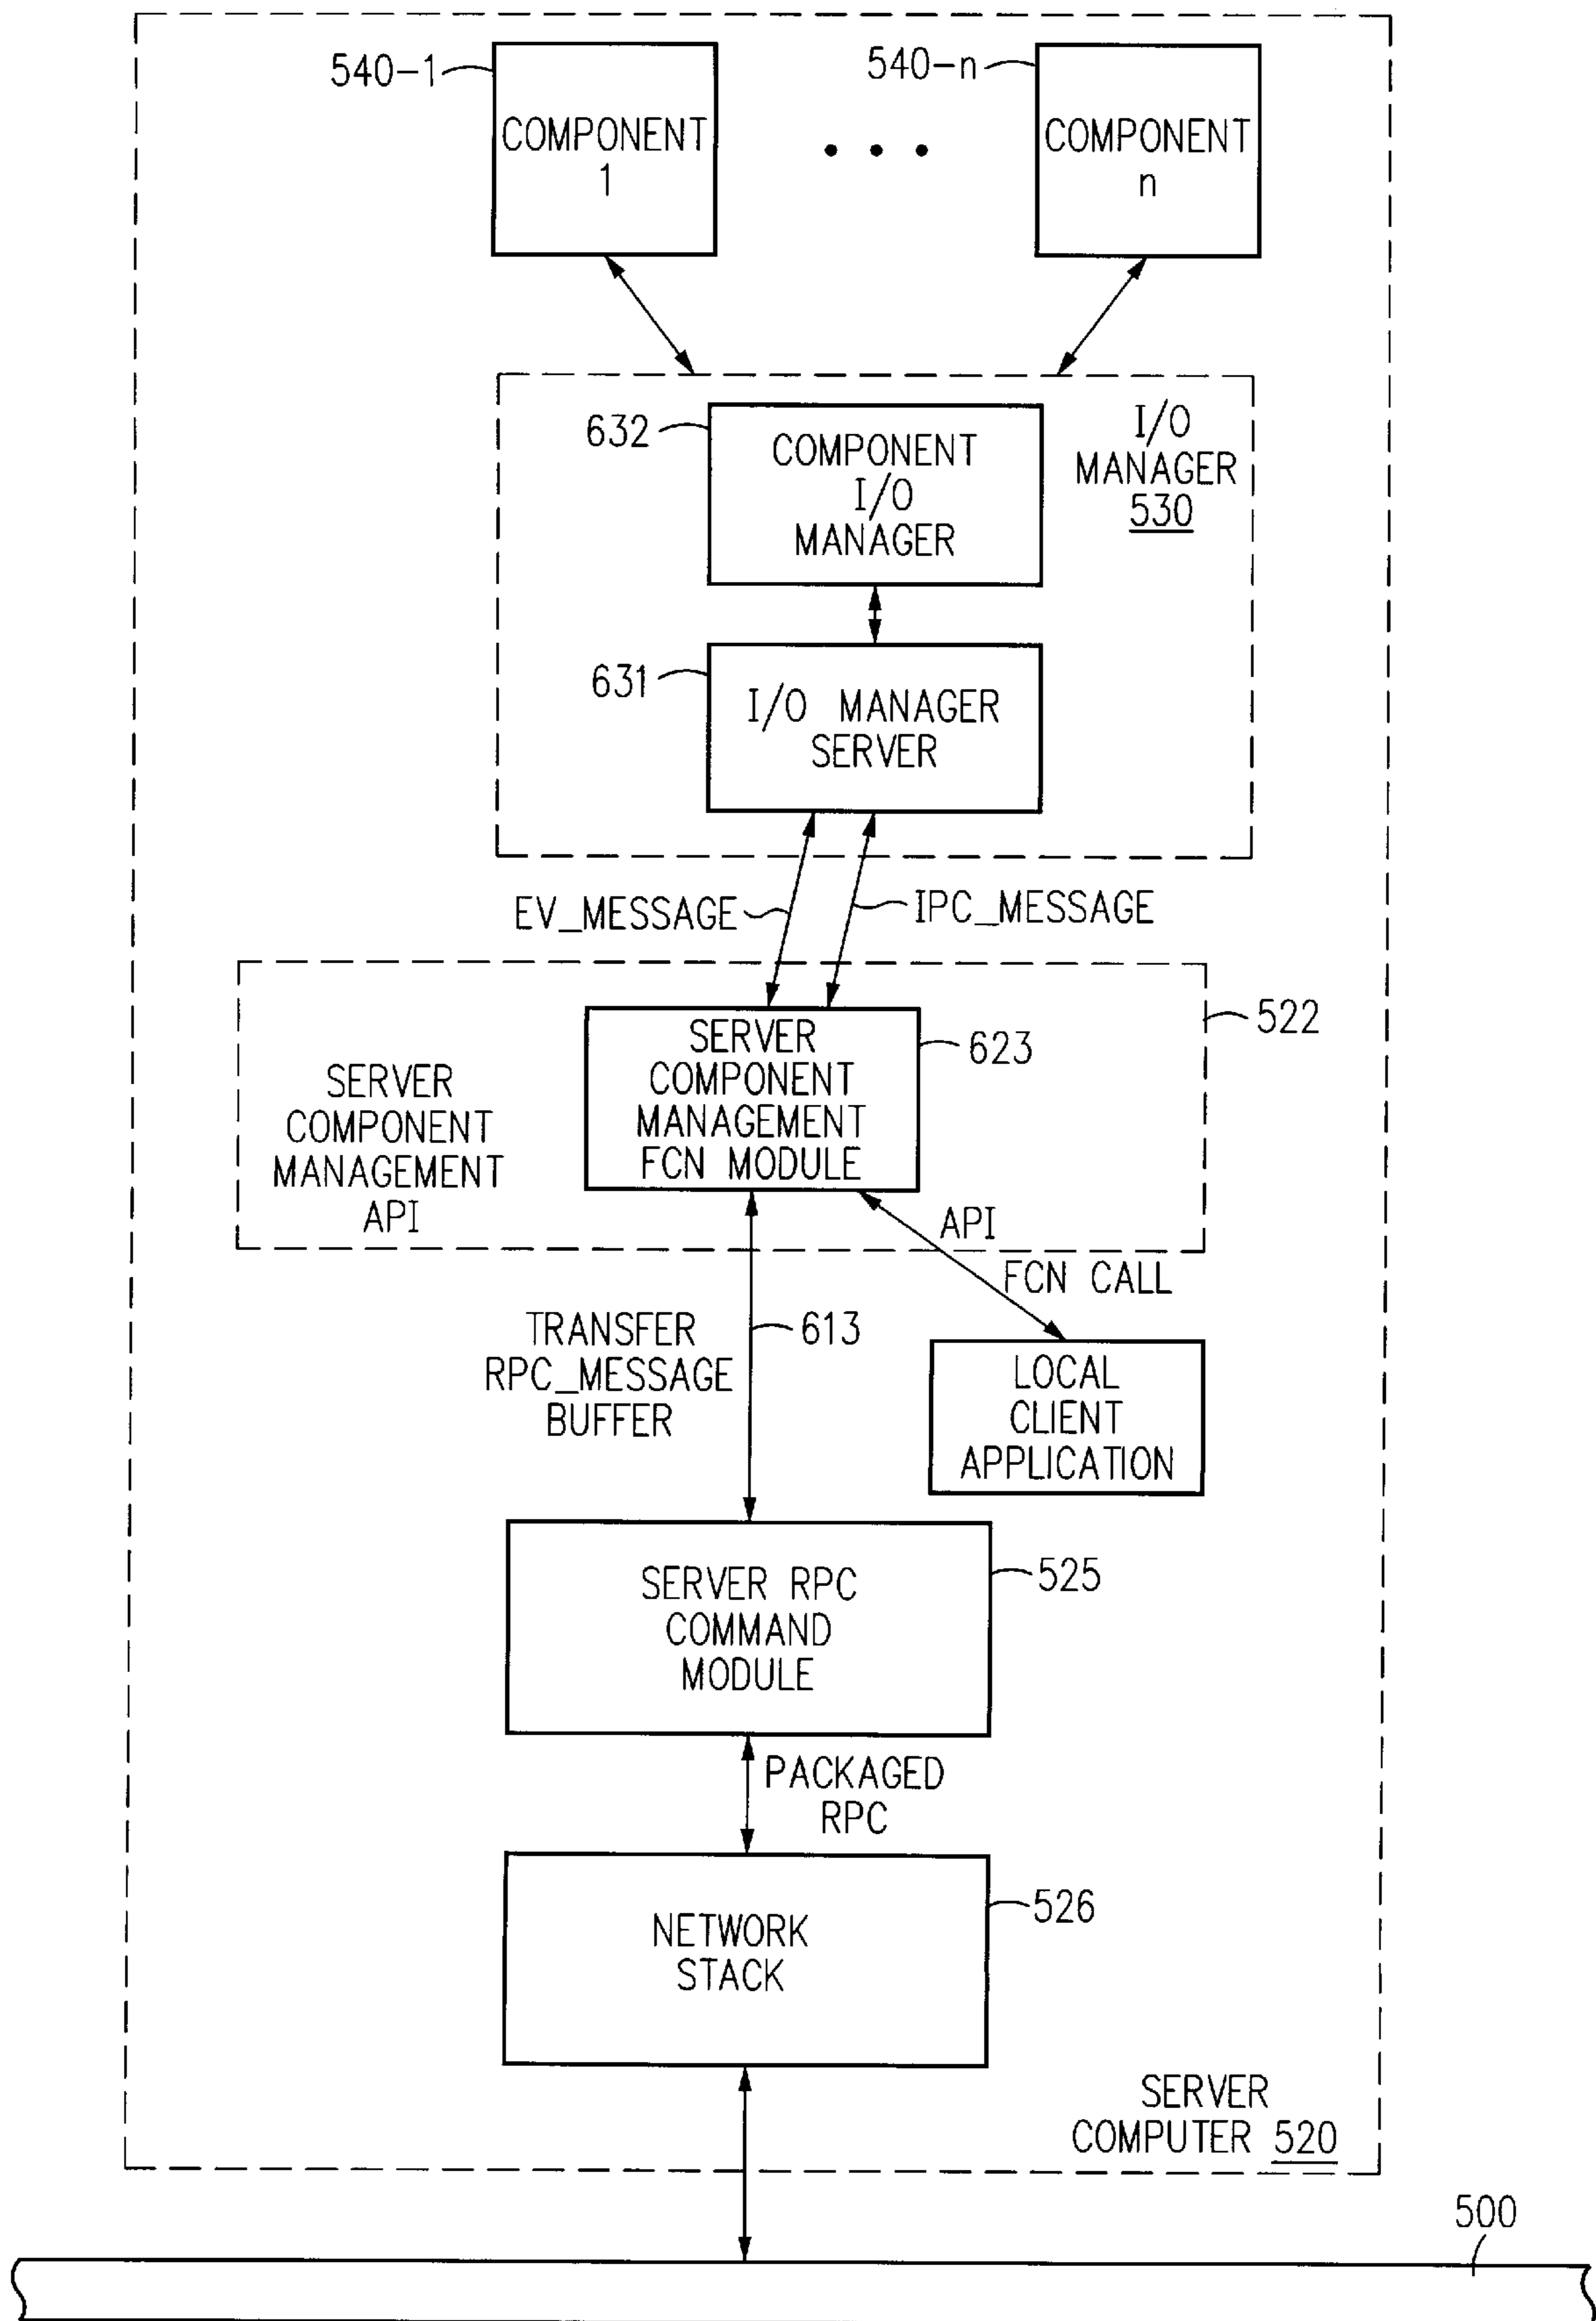 540-1
COMPONENT
1
540-n
COMPONENT
n
632
COMPONENT
I/O
MANAGER
I/O
MANAGER
530
631
I/O MANAGER
SERVER
EV_MESSAGE
IPC_MESSAGE
522
SERVER
COMPONENT
MANAGEMENT
API
SERVER
COMPONENT
MANAGEMENT
FCN MODULE
623
API
FCN CALL
TRANSFER
RPC_MESSAGE
BUFFER
613
LOCAL
CLIENT
APPLICATION
SERVER RPC
COMMAND
MODULE
525
PACKAGED
RPC
NETWORK
STACK
526
SERVER
COMPUTER 520
500